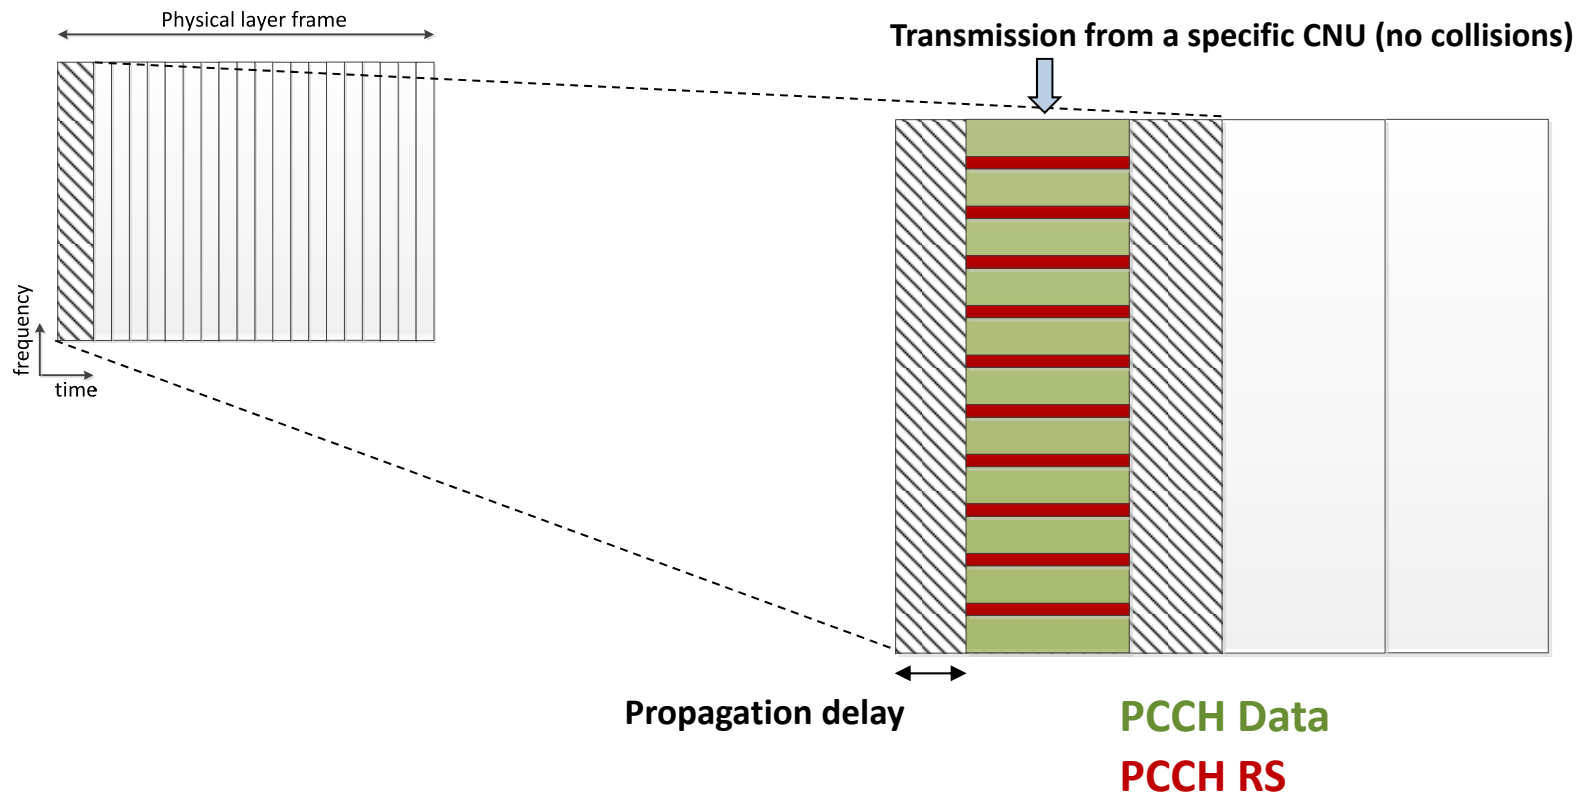 Physical layer frame
Transmission from a specific CNU (no collisions)
frequency
time
Propagation delay
PCCH Data
PCCH RS